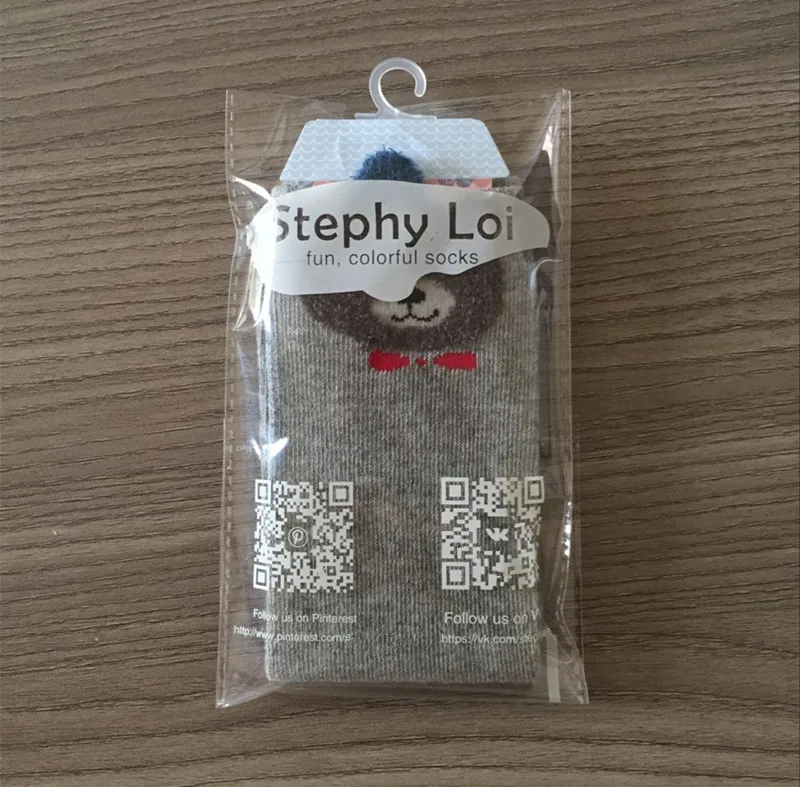 Stephy Loi
fun, colorful socks
Follow us on Pinterest
http://www.pinterest.com/
Follow us on V
https://vk.com/step